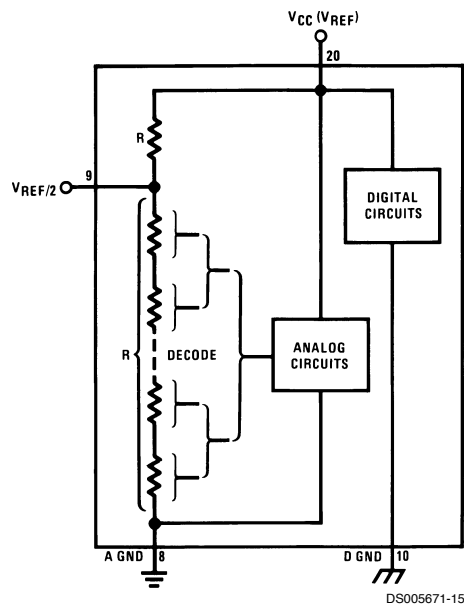 VCC (VREF)
20
R
9
VREF/2
DIGITAL
CIRCUITS
R
DECODE
ANALOG
CIRCUITS
A GND
8
D GND
10
DS005671-15